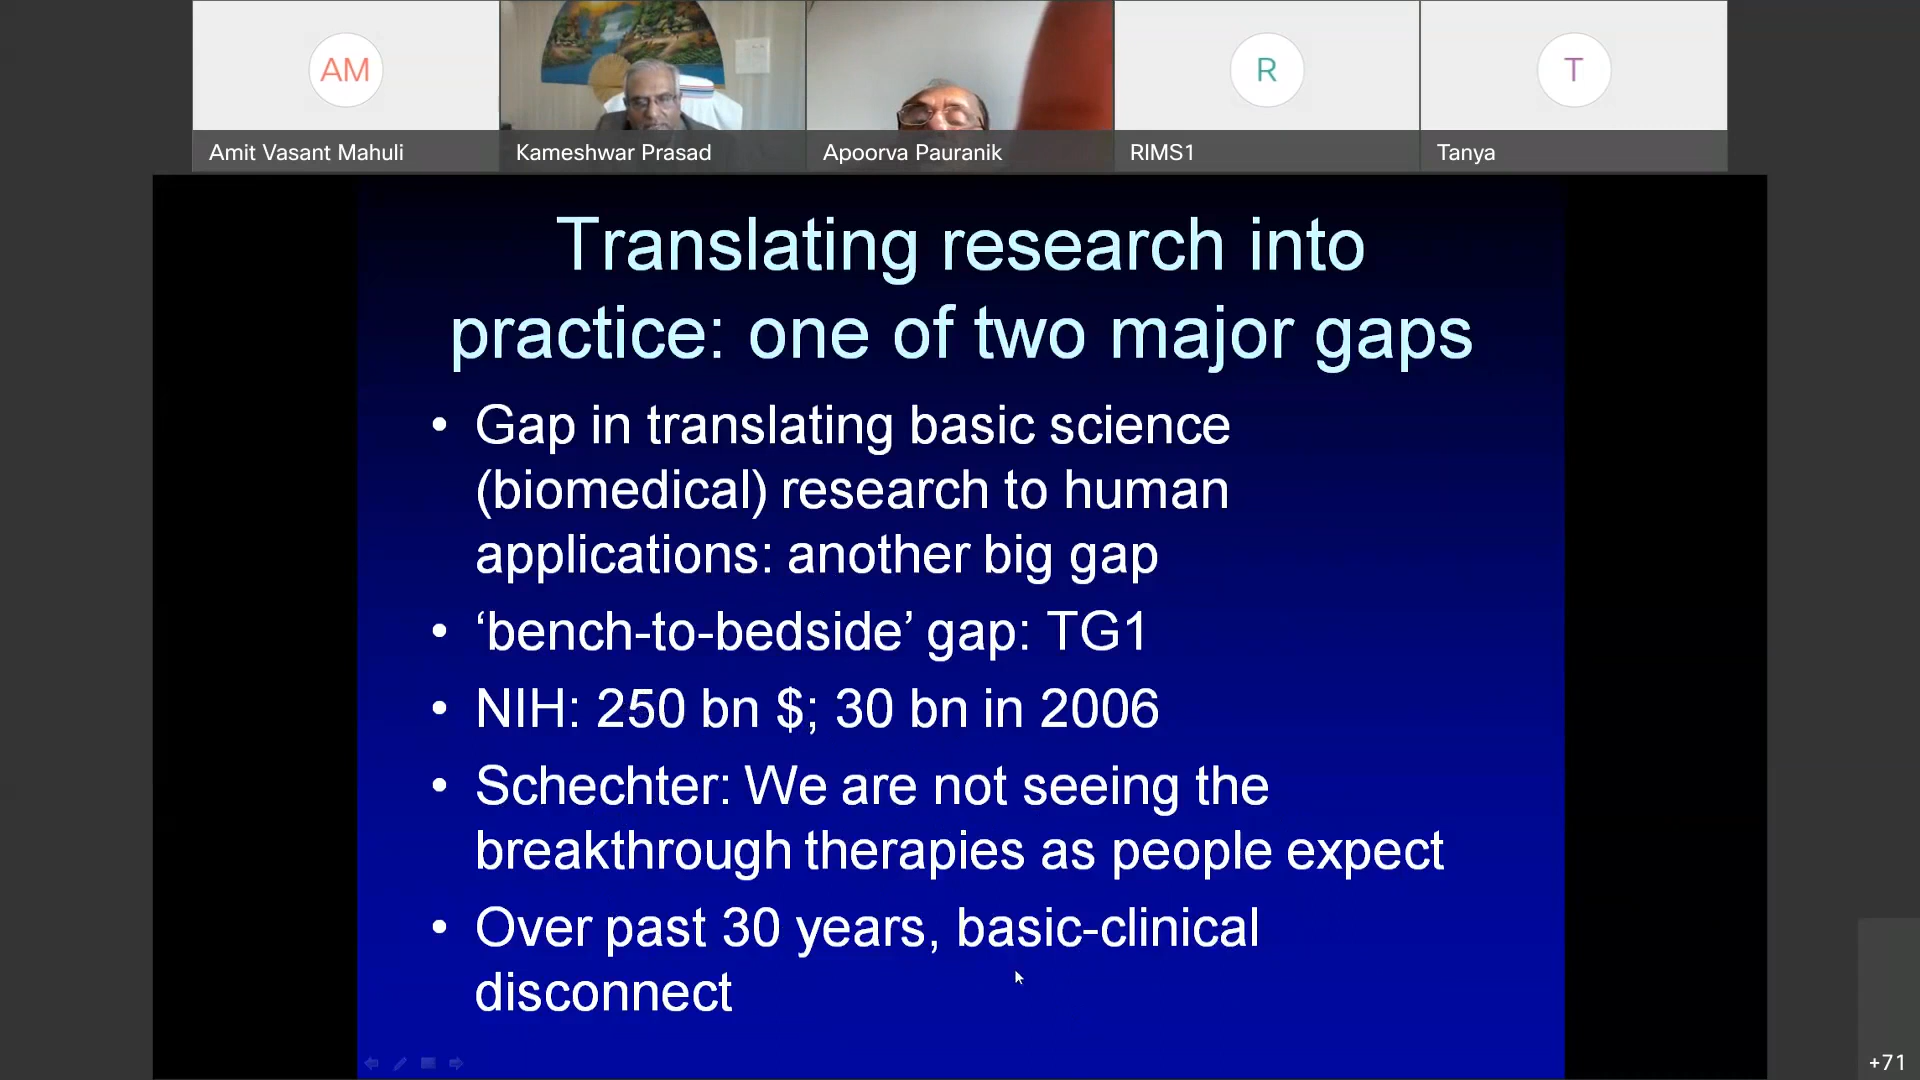 AM
R
T
Amit Vasant Mahuli
Kameshwar Prasad
Apoorva Pauranik
RIMS1
Tanya
Translating research into
practice: one of two major gaps
• Gap in translating basic science
(biomedical) research to human
applications: another big gap
• ‘bench-to-bedside’ gap: TG1
• NIH: 250 bn $; 30 bn in 2006
• Schechter: We are not seeing the
breakthrough therapies as people expect
• Over past 30 years, basic-clinical
disconnect
+71